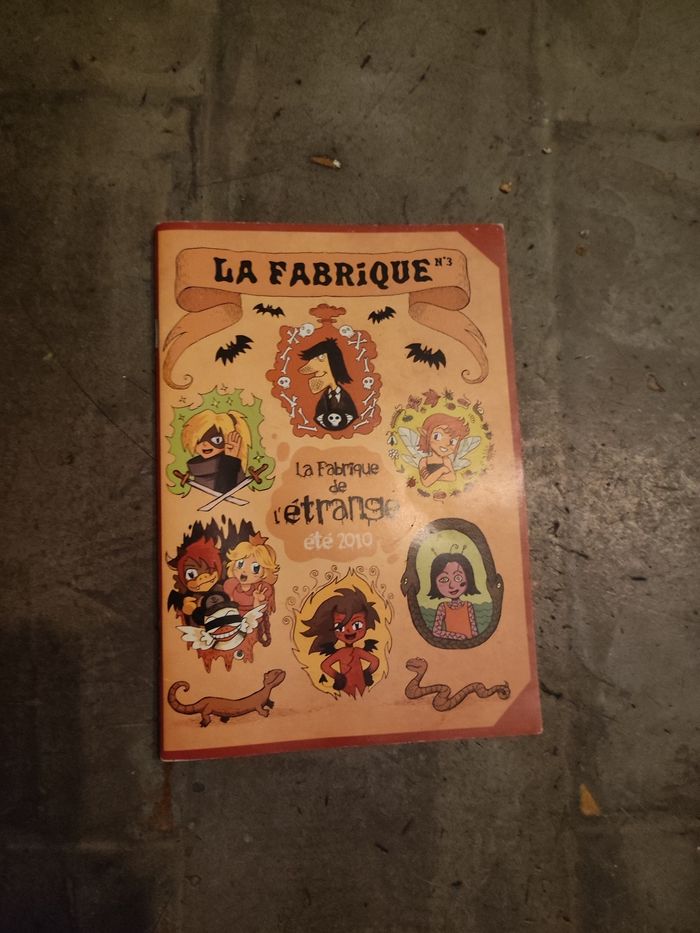 LA FABRIQUE N°3
La Fabrique
de
l'étrange
été 2010